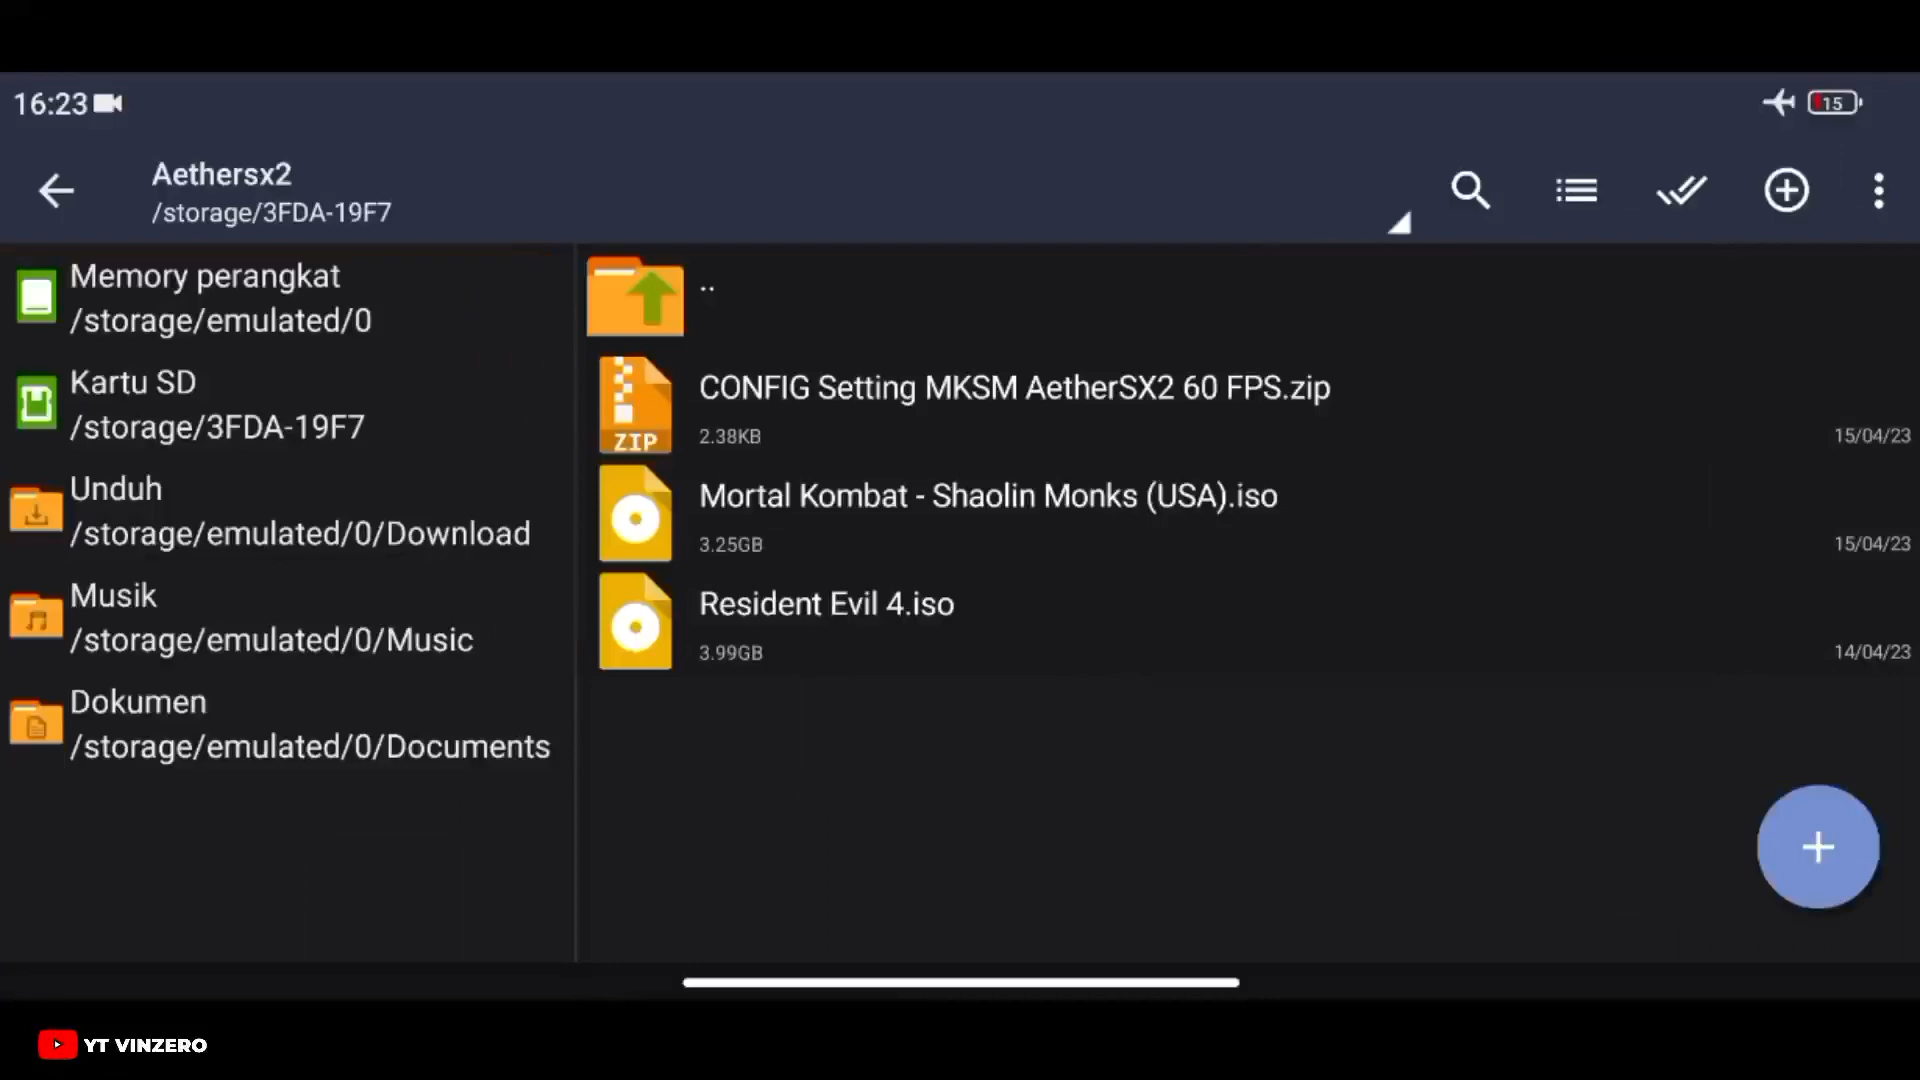 16:23
15
Aethersx2
/storage/3FDA-19F7
Memory perangkat
/storage/emulated/0
Kartu SD
/storage/3FDA-19F7
Unduh
/storage/emulated/0/Download
Musik
/storage/emulated/0/Music
Dokumen
/storage/emulated/0/Documents
..
CONFIG Setting MKSM AetherSX2 60 FPS.zip
ZIP
2.38KB
15/04/23
Mortal Kombat - Shaolin Monks (USA).iso
3.25GB
15/04/23
Resident Evil 4.iso
3.99GB
14/04/23
YT VINZERO